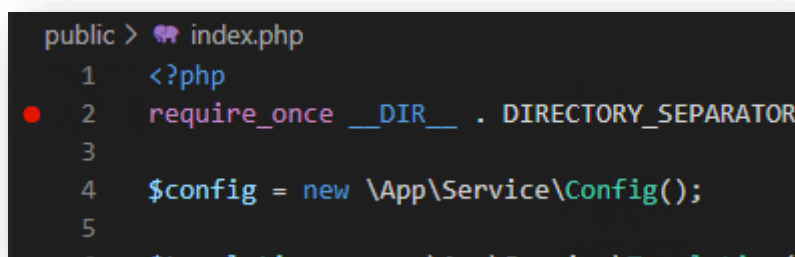 public > index.php
1 <?php
2 require_once __DIR__ . DIRECTORY_SEPARATOR
3
4 $config = new \App\Service\Config();
5